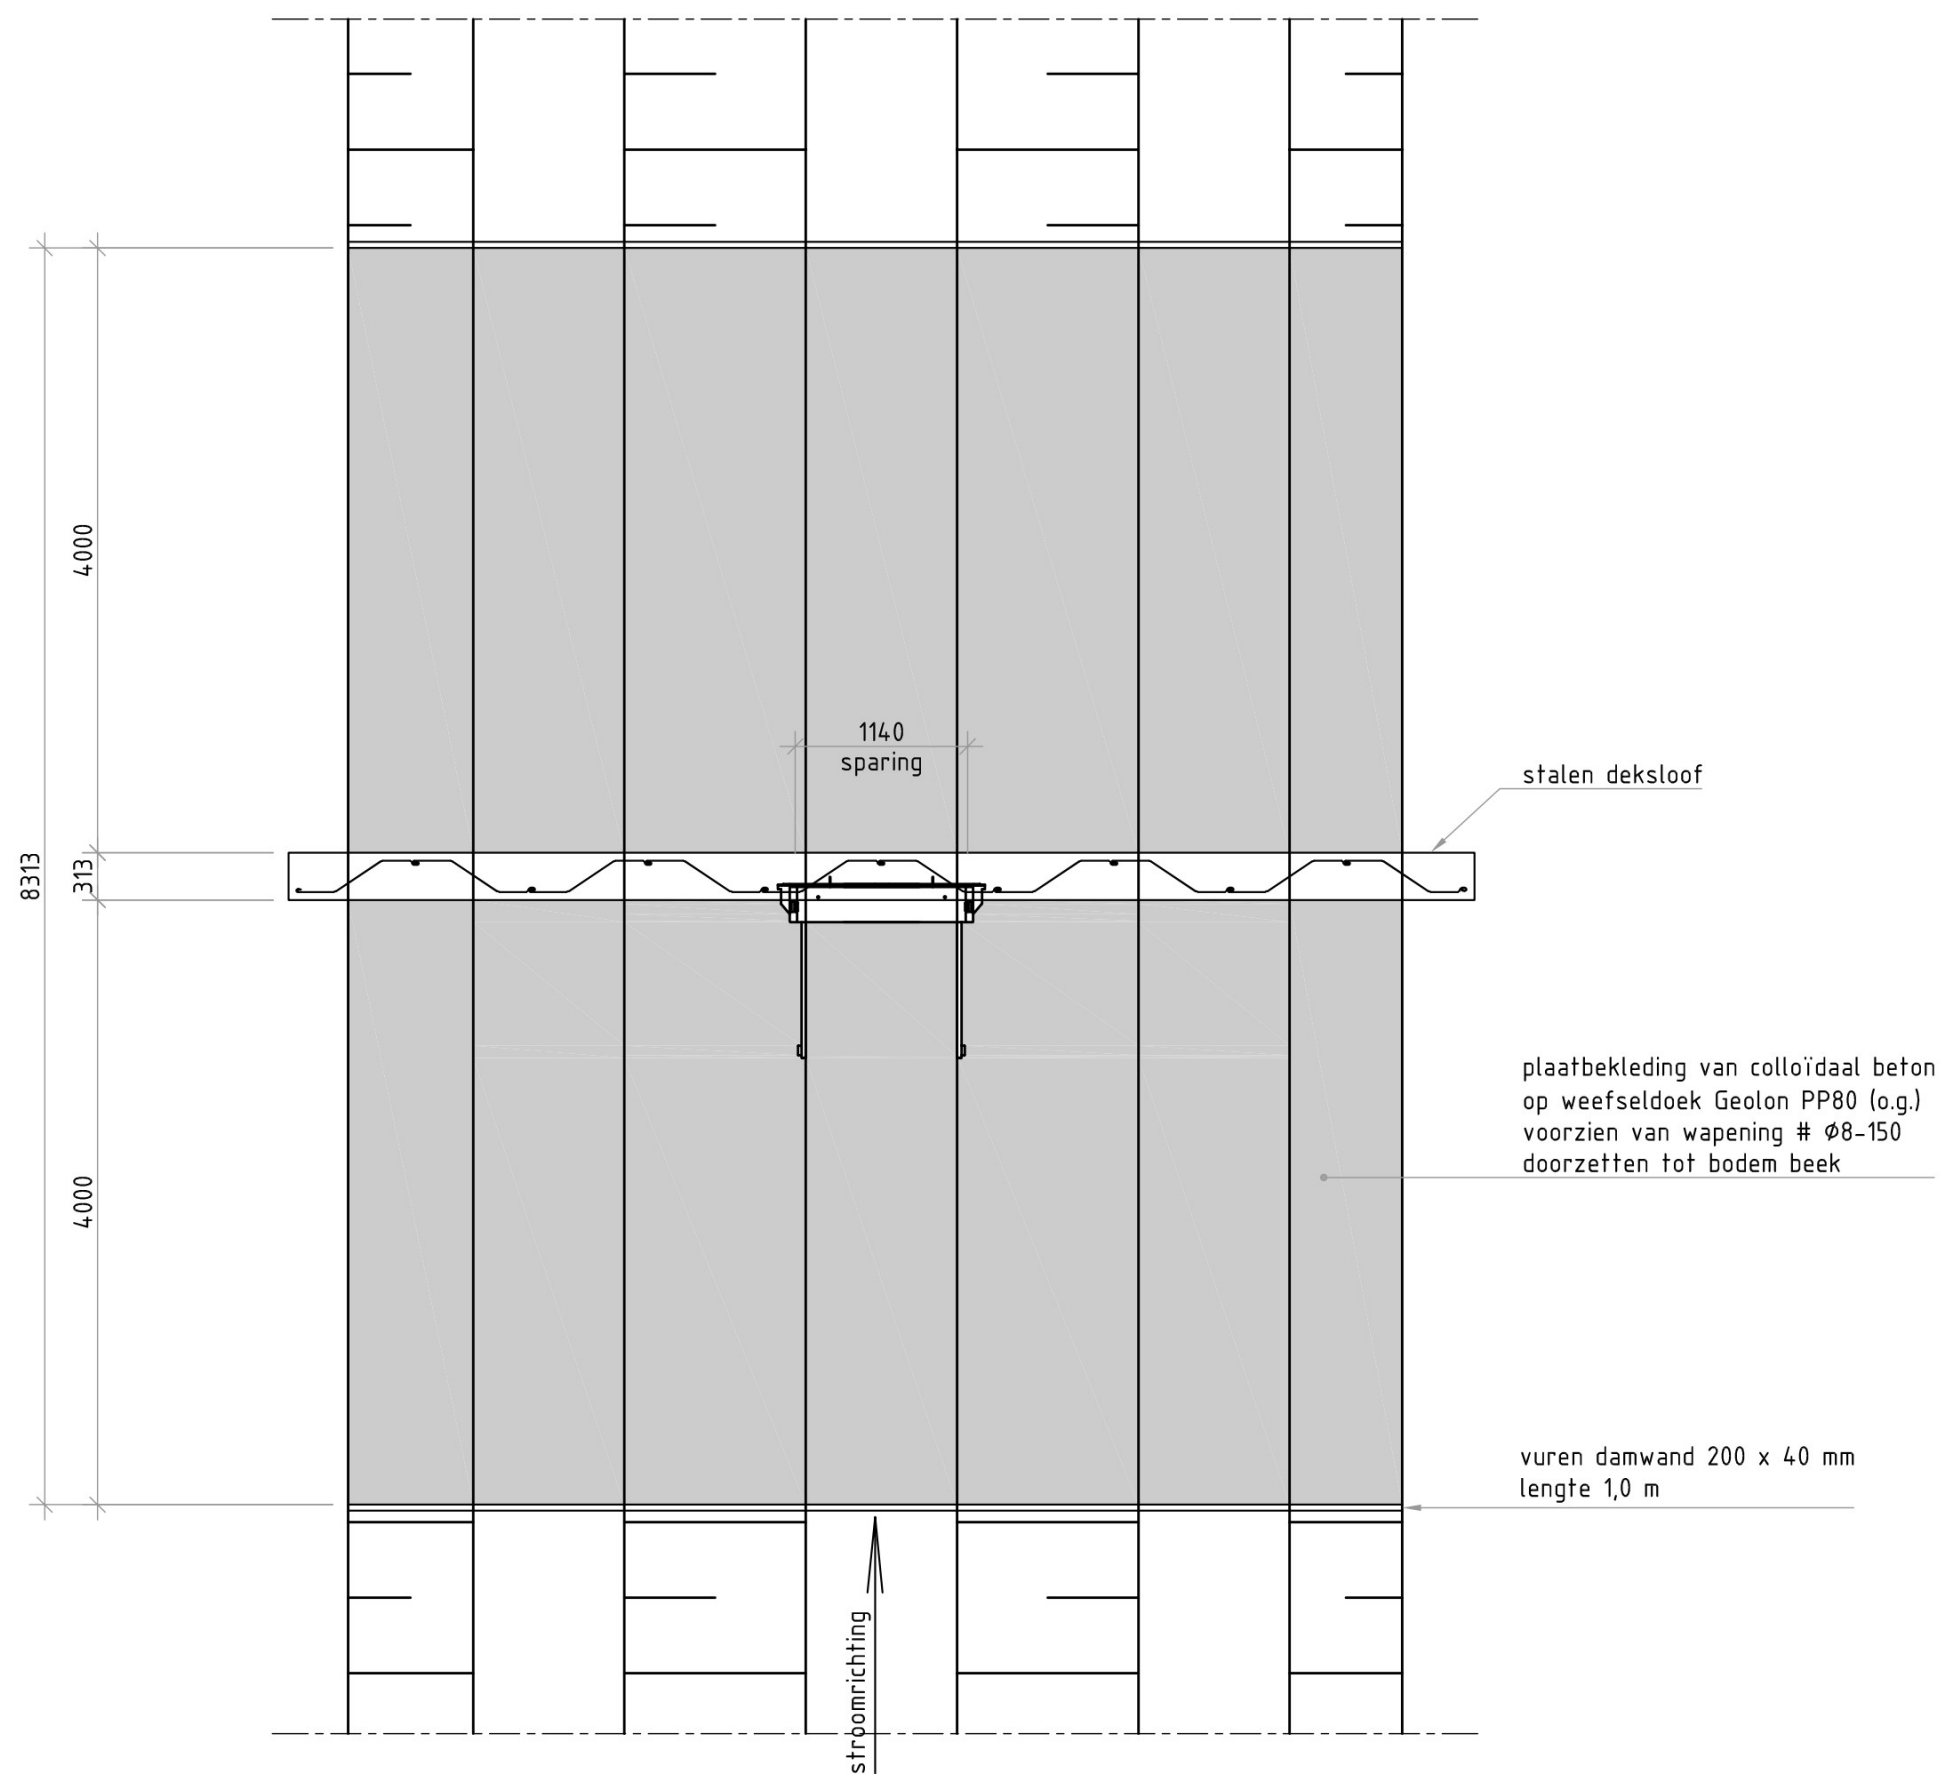 4000
1140
sparing
stalen deksloof
8313
313
plaatbekleding van colloïdaal beton
op weefseldoek Geolon PP80 (o.g.)
voorzien van wapening # Ø8-150
doorzetten tot bodem beek
4000
vuren damwand 200 x 40 mm
lengte 1,0 m
stroomrichting